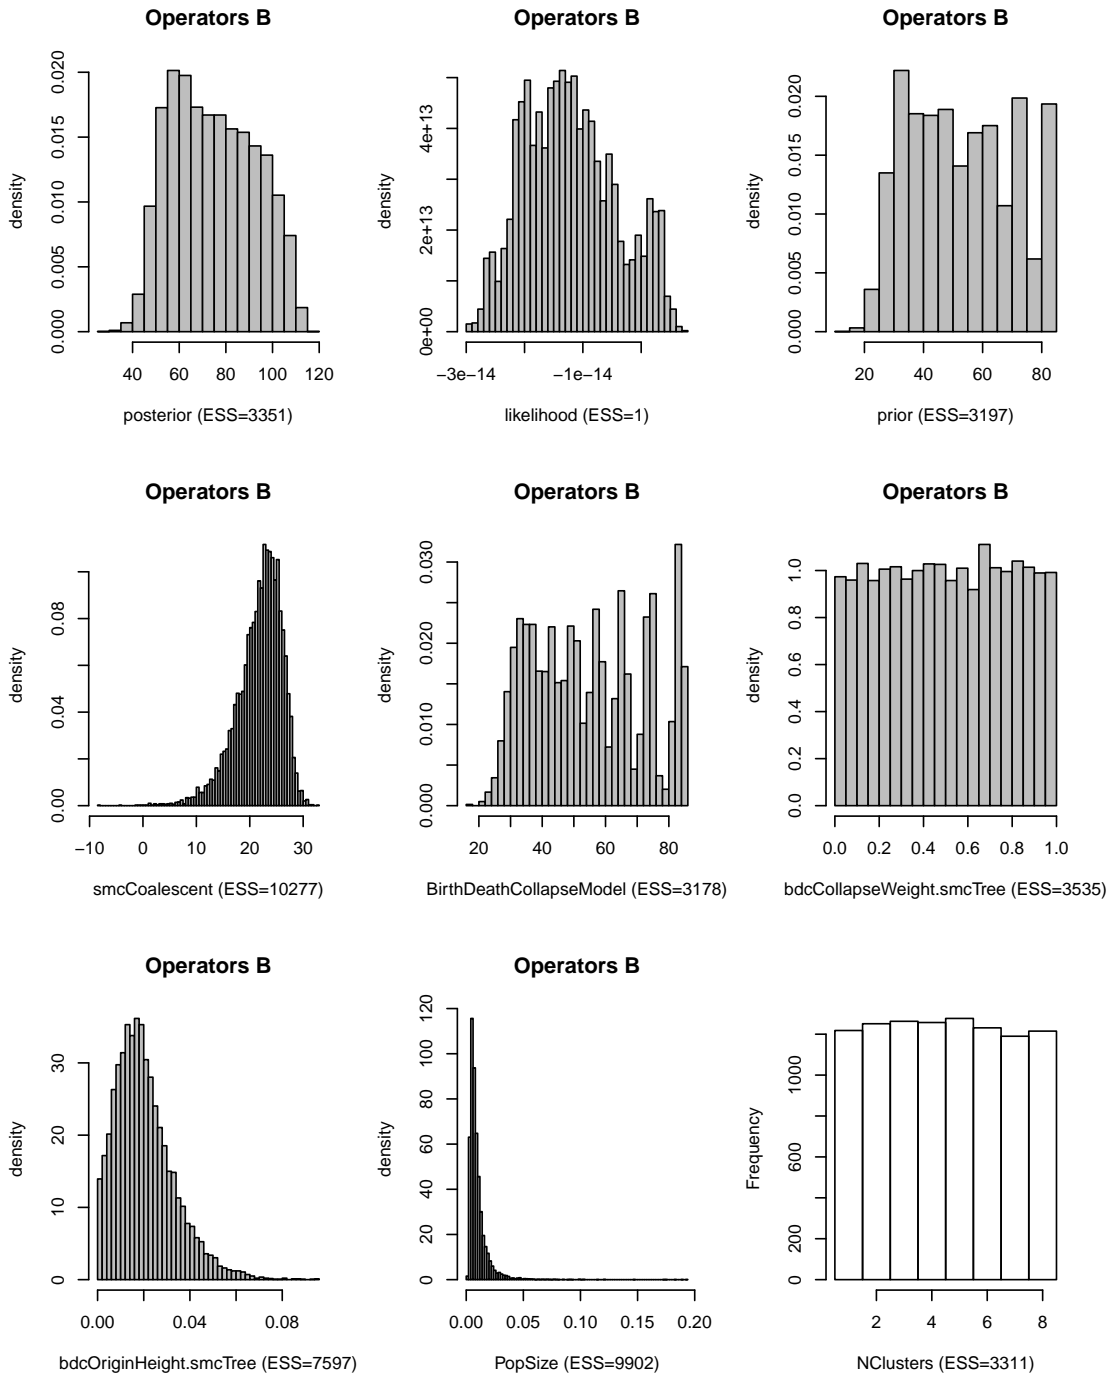 Operators B
Operators B
Operators B
density
0.000 0.005 0.010 0.015 0.020
40 60 80 100 120
posterior (ESS=3351)
density
0e+00 2e+13 4e+13
−3e−14 −1e−14
likelihood (ESS=1)
density
0.000 0.005 0.010 0.015 0.020
20 40 60 80
prior (ESS=3197)
Operators B
Operators B
Operators B
density
0.00 0.04 0.08
−10 0 10 20 30
smcCoalescent (ESS=10277)
density
0.000 0.010 0.020 0.030
20 40 60 80
BirthDeathCollapseModel (ESS=3178)
density
0.0 0.2 0.4 0.6 0.8 1.0
0.0 0.2 0.4 0.6 0.8 1.0
bdcCollapseWeight.smcTree (ESS=3535)
Operators B
Operators B
density
0 10 20 30
0.00 0.04 0.08
bdcOriginHeight.smcTree (ESS=7597)
density
0 20 40 60 80 100 120
0.00 0.05 0.10 0.15 0.20
PopSize (ESS=9902)
Frequency
0 200 600 1000
2 4 6 8
NClusters (ESS=3311)